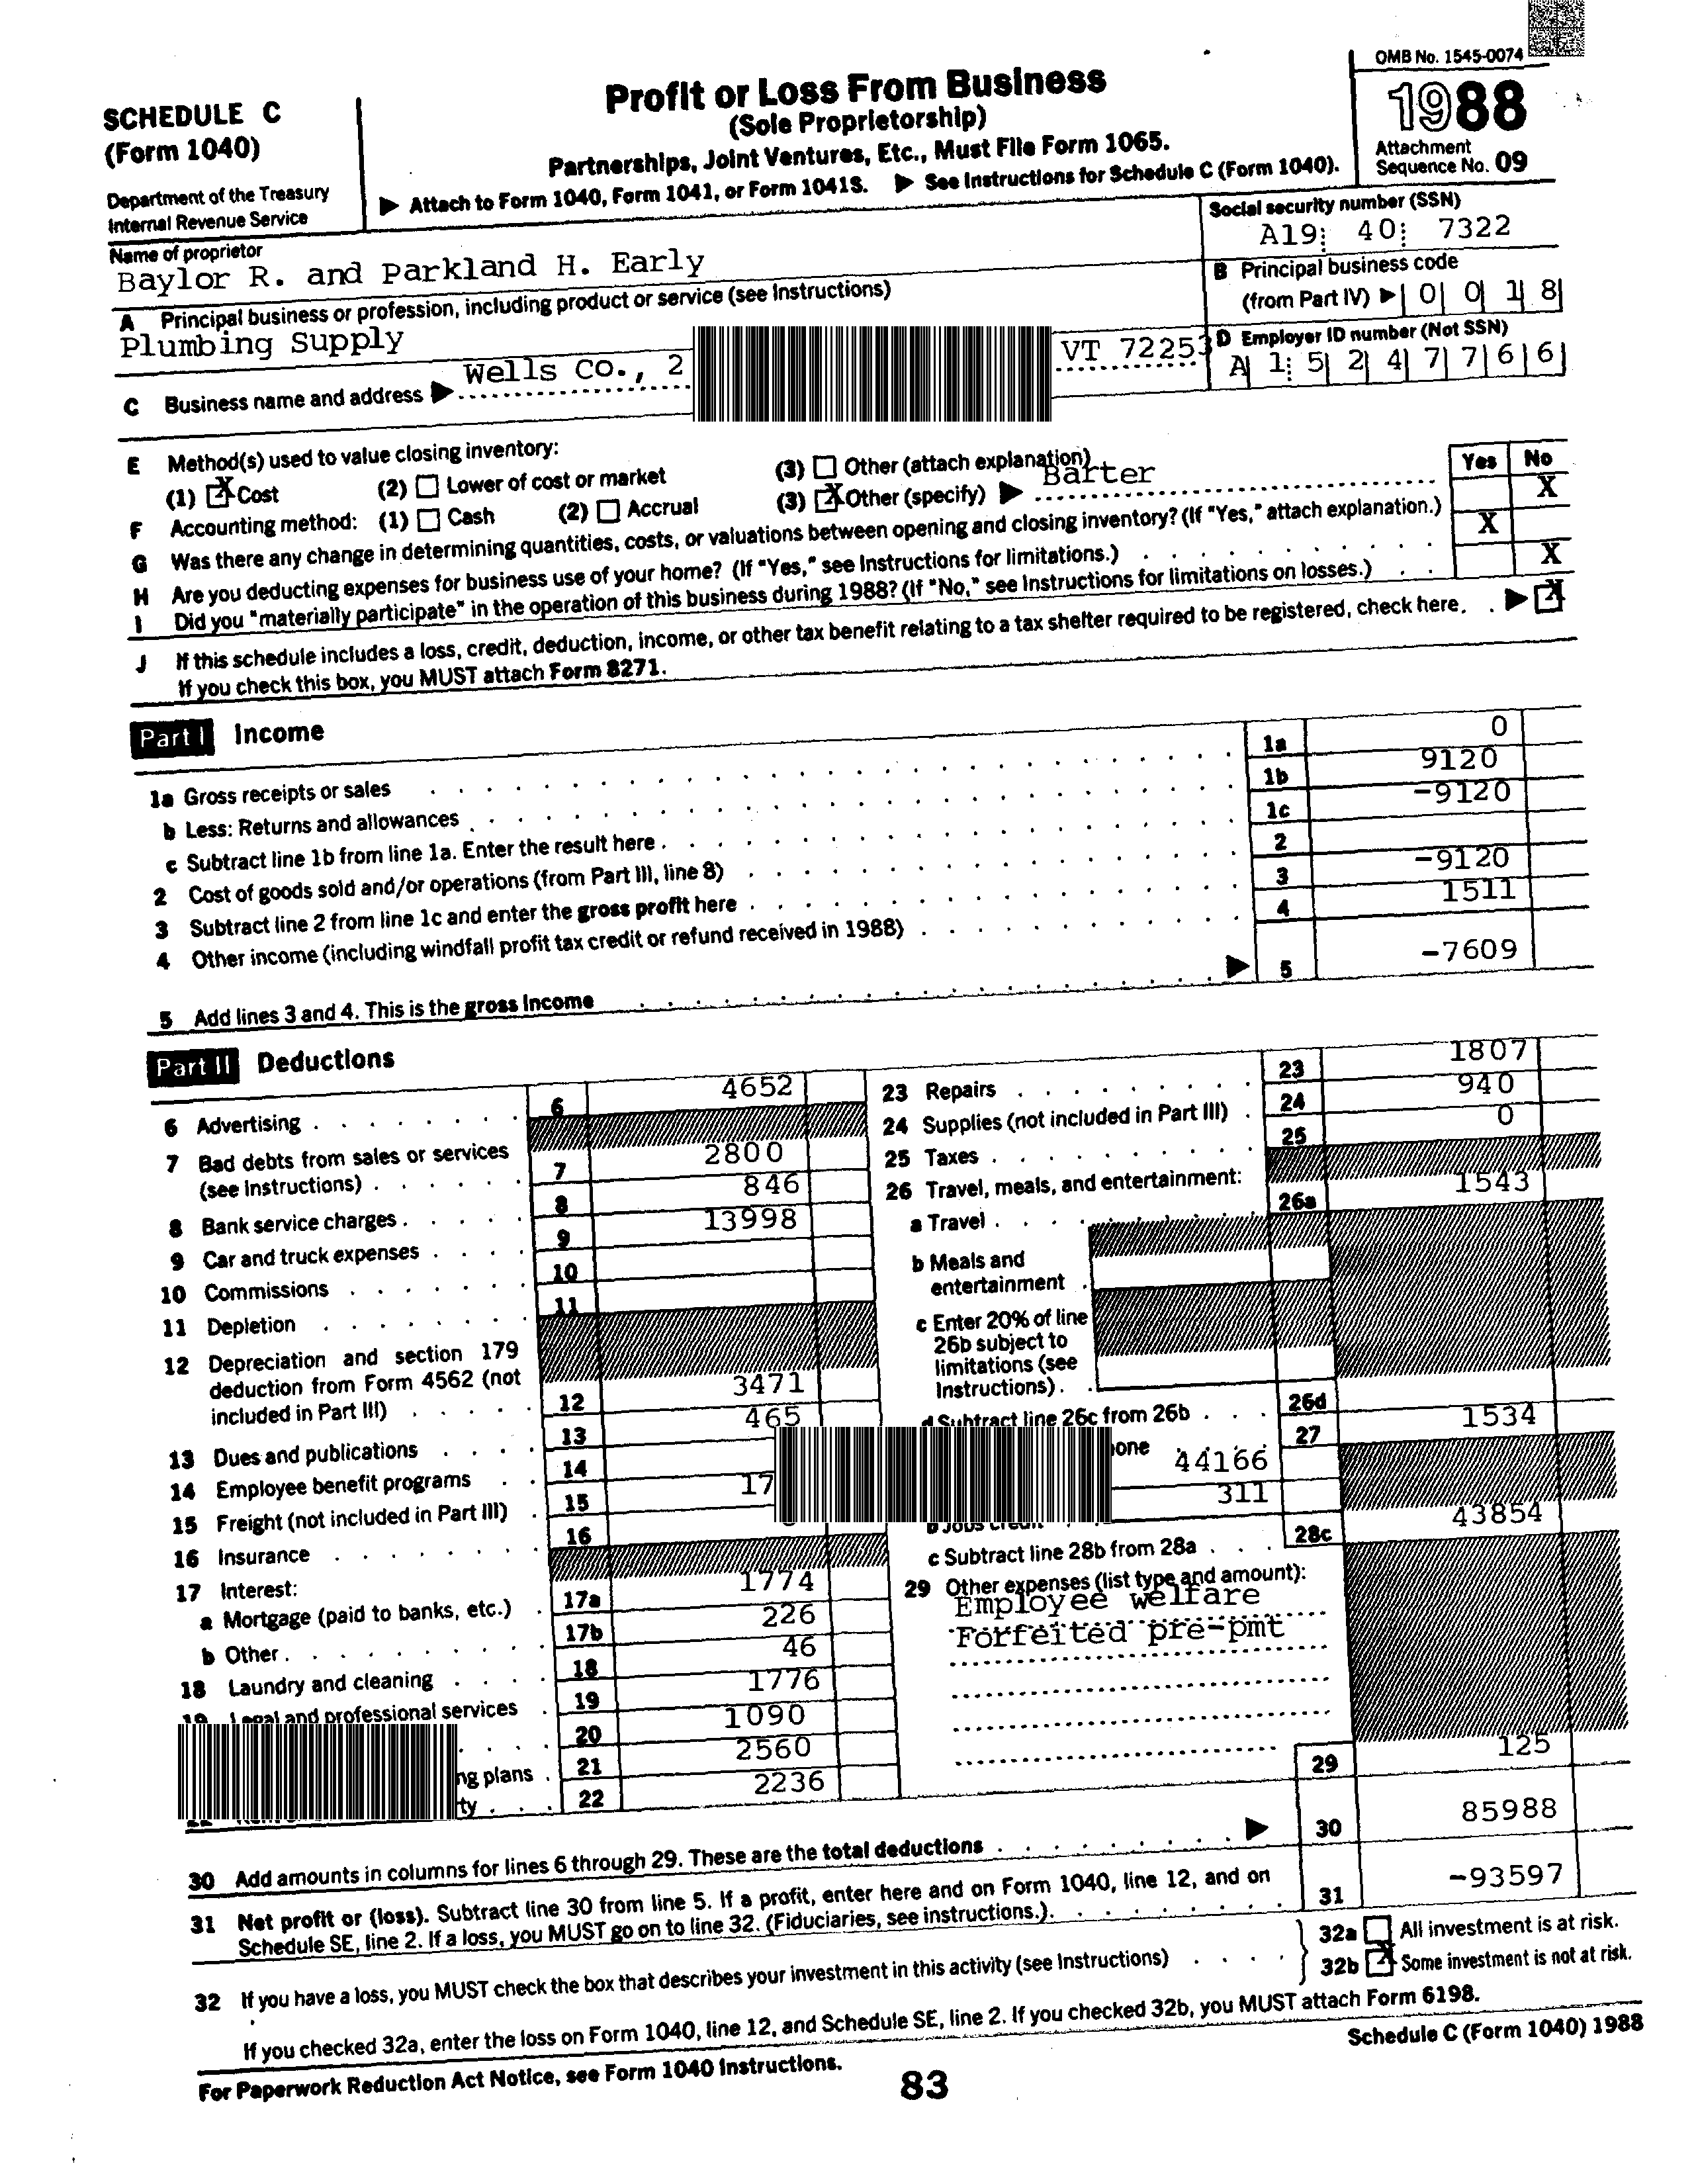 SCHEDULE C
(Form 1040)
Department of the Treasury
Internal Revenue Service
Profit or Loss From Business
(Sole Proprietorship)
Partnerships, Joint Ventures, Etc., Must File Form 1065.
▶ Attach to Form 1040, Form 1041, or Form 1041S. ▶ See Instructions for Schedule C (Form 1040).
OMB No. 1545-0074
1988
Attachment
Sequence No. 09
Name of proprietor
Baylor R. and Parkland H. Early
Social security number (SSN)
A19 40 7322
A Principal business or profession, including product or service (see Instructions)
Plumbing Supply
B Principal business code
(from Part IV) ▶ 0 0 1 8
C Business name and address ▶ Wells Co., 2
VT 72253
D Employer ID number (Not SSN)
A 1 5 2 4 7 7 6 6
E Method(s) used to value closing inventory:
(1) X Cost (2) Lower of cost or market (3) Other (attach explanation)
F Accounting method: (1) Cash (2) Accrual (3) X Other (specify) ▶ Barter
Yes No
G Was there any change in determining quantities, costs, or valuations between opening and closing inventory? (If "Yes," attach explanation.) X
H Are you deducting expenses for business use of your home? (If "Yes," see Instructions for limitations.) X
I Did you "materially participate" in the operation of this business during 1988? (If "No," see Instructions for limitations on losses.) X
J If this schedule includes a loss, credit, deduction, income, or other tax benefit relating to a tax shelter required to be registered, check here. ▶ X
If you check this box, you MUST attach Form 8271.
Part I Income
1a Gross receipts or sales 1a 0
b Less: Returns and allowances 1b 9120
c Subtract line 1b from line 1a. Enter the result here 1c -9120
2 Cost of goods sold and/or operations (from Part III, line 8) 2
3 Subtract line 2 from line 1c and enter the gross profit here 3 -9120
4 Other income (including windfall profit tax credit or refund received in 1988) 4 1511
5 Add lines 3 and 4. This is the gross income ▶ 5 -7609
Part II Deductions
6 Advertising 6 4652
7 Bad debts from sales or services
(see Instructions) 7 2800
8 Bank service charges 8 846
9 Car and truck expenses 9 13998
10 Commissions 10
11 Depletion 11
12 Depreciation and section 179
deduction from Form 4562 (not
included in Part III) 12 3471
13 Dues and publications 13 465
14 Employee benefit programs 14
15 Freight (not included in Part III) 15 17
16 Insurance 16
17 Interest:
a Mortgage (paid to banks, etc.) 17a 1774
b Other 17b 226
18 Laundry and cleaning 18 46
19 Legal and professional services 19 1776
20 1090
ng plans 21 2560
ty 22 2236
23 Repairs 23 1807
24 Supplies (not included in Part III) 24 940
25 Taxes 25 0
26 Travel, meals, and entertainment:
a Travel 26a 1543
b Meals and
entertainment
c Enter 20% of line
26b subject to
limitations (see
Instructions)
d Subtract line 26c from 26b 26d
one 27 1534
44166
b Jobs credit 311
c Subtract line 28b from 28a 28c 43854
29 Other expenses (list type and amount):
Employee welfare
Forfeited pre-pmt
29 125
30 Add amounts in columns for lines 6 through 29. These are the total deductions ▶ 30 85988
31 Net profit or (loss). Subtract line 30 from line 5. If a profit, enter here and on Form 1040, line 12, and on
Schedule SE, line 2. If a loss, you MUST go on to line 32. (Fiduciaries, see instructions.) 31 -93597
32 If you have a loss, you MUST check the box that describes your investment in this activity (see Instructions)
32a All investment is at risk.
32b X Some investment is not at risk.
If you checked 32a, enter the loss on Form 1040, line 12, and Schedule SE, line 2. If you checked 32b, you MUST attach Form 6198.
For Paperwork Reduction Act Notice, see Form 1040 Instructions.
Schedule C (Form 1040) 1988
83